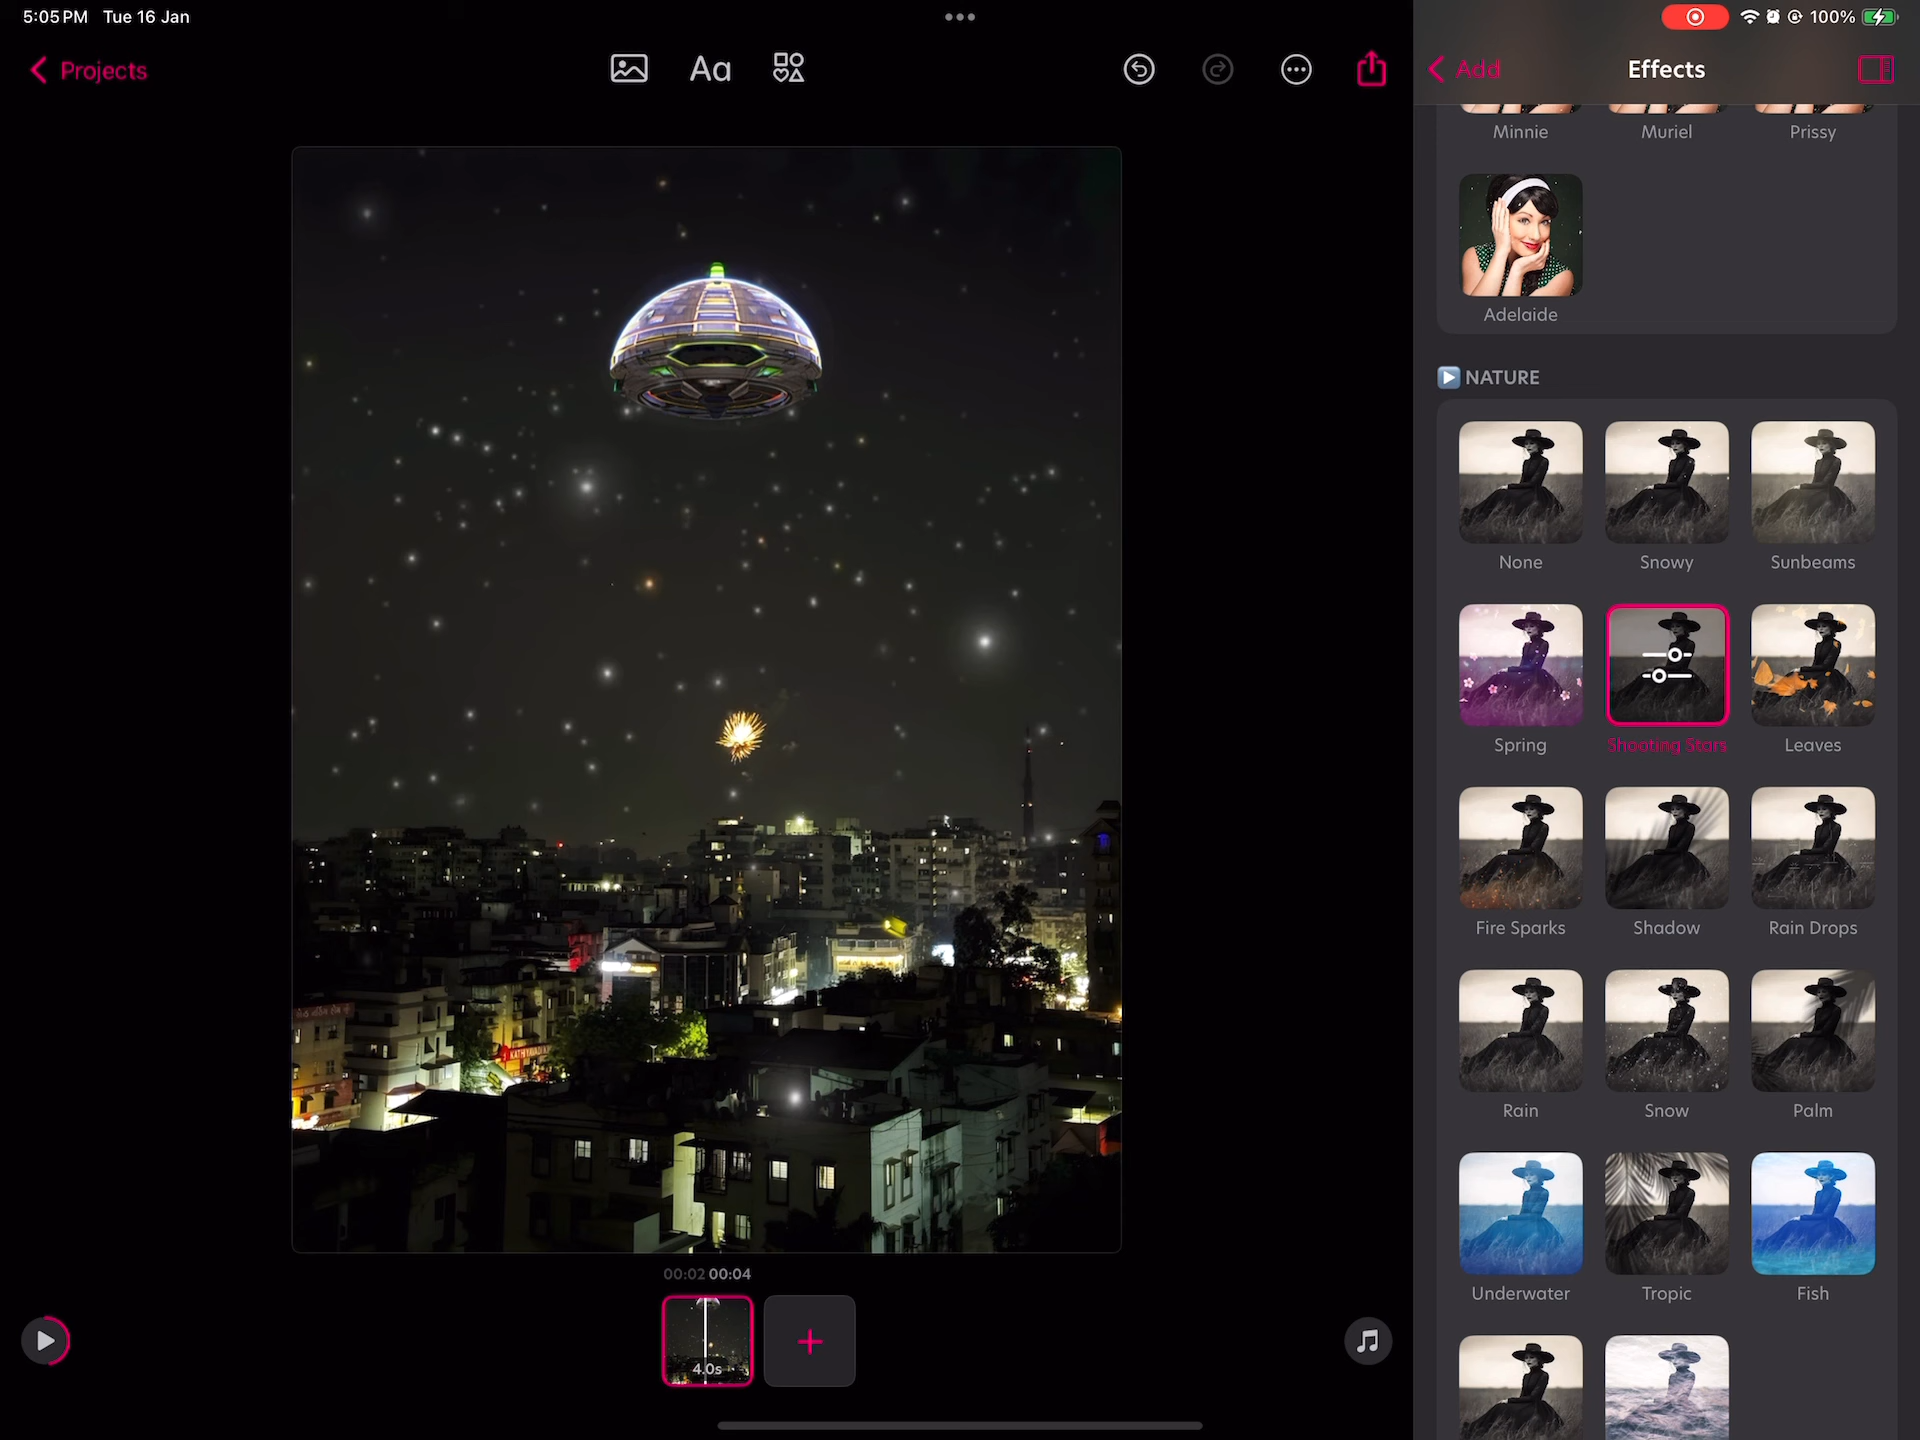 5:05 PM Tue 16 Jan
100%
Projects
Aa
Add
Effects
Minnie
Muriel
Prissy
Adelaide
NATURE
None
Snowy
Sunbeams
Spring
Shooting Stars
Leaves
Fire Sparks
Shadow
Rain Drops
Rain
Snow
Palm
Underwater
Tropic
Fish
00:02 00:04
4.0s